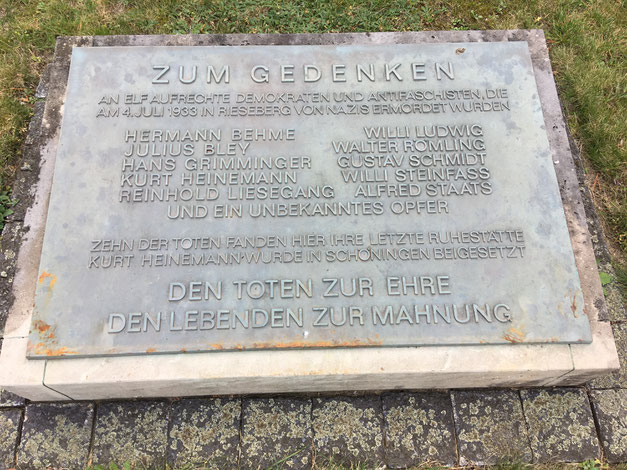 ZUM GEDENKEN
AN ELF AUFRECHTE DEMOKRATEN UND ANTIFASCHISTEN, DIE
AM 4. JULI 1933 IN RIESEBERG VON NAZIS ERMORDET WURDEN
HERMANN BEHME WILLI LUDWIG
JULIUS BLEY WALTER RÖMLING
HANS GRIMMINGER GUSTAV SCHMIDT
KURT HEINEMANN WILLI STEINFASS
REINHOLD LIESEGANG ALFRED STAATS
UND EIN UNBEKANNTES OPFER
ZEHN DER TOTEN FANDEN HIER IHRE LETZTE RUHESTÄTTE
KURT HEINEMANN WURDE IN SCHÖNINGEN BEIGESETZT
DEN TOTEN ZUR EHRE
DEN LEBENDEN ZUR MAHNUNG